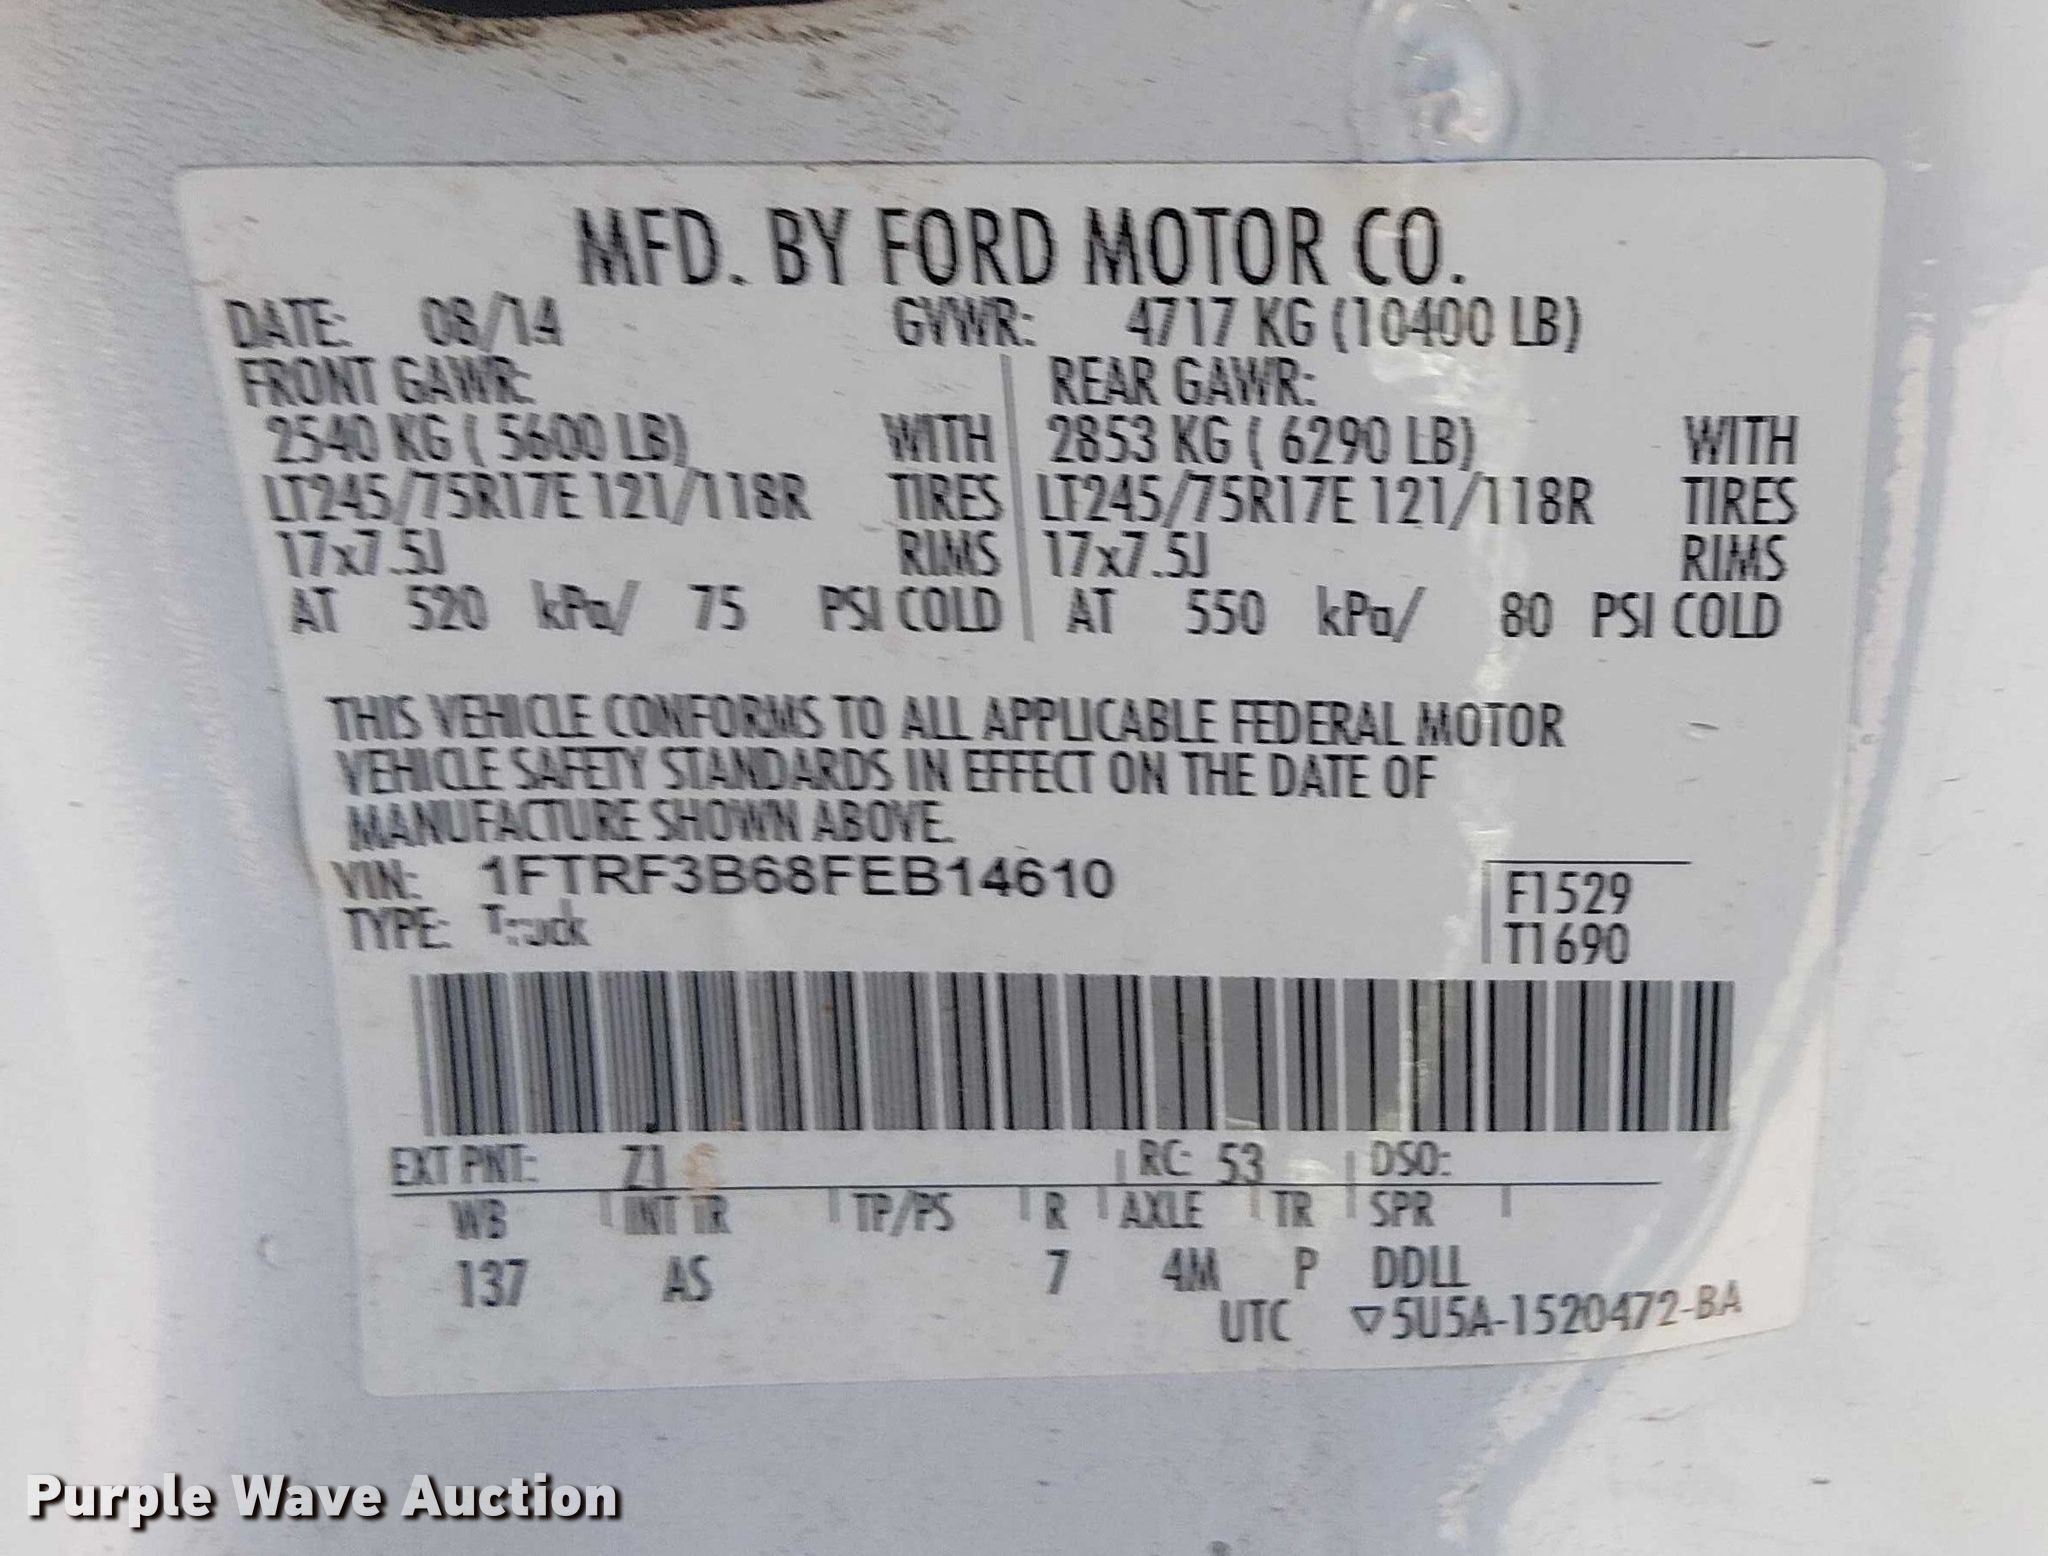 MFD. BY FORD MOTOR CO.
DATE: 08/14 GVWR: 4717 KG (10400 LB)
FRONT GAWR: REAR GAWR:
2540 KG ( 5600 LB) WITH 2853 KG ( 6290 LB) WITH
LT245/75R17E 121/118R TIRES LT245/75R17E 121/118R TIRES
17x7.5J RIMS 17x7.5J RIMS
AT 520 kPa/ 75 PSI COLD AT 550 kPa/ 80 PSI COLD
THIS VEHICLE CONFORMS TO ALL APPLICABLE FEDERAL MOTOR
VEHICLE SAFETY STANDARDS IN EFFECT ON THE DATE OF
MANUFACTURE SHOWN ABOVE.
VIN: 1FTRF3B68FEB14610
TYPE: Truck
F1529
T1690
EXT PNT: Z1 RC: 53 DSO:
WB INT TR TP/PS R AXLE TR SPR
137 AS 7 4M P DDLL
UTC ▽5U5A-1520472-BA
Purple Wave Auction